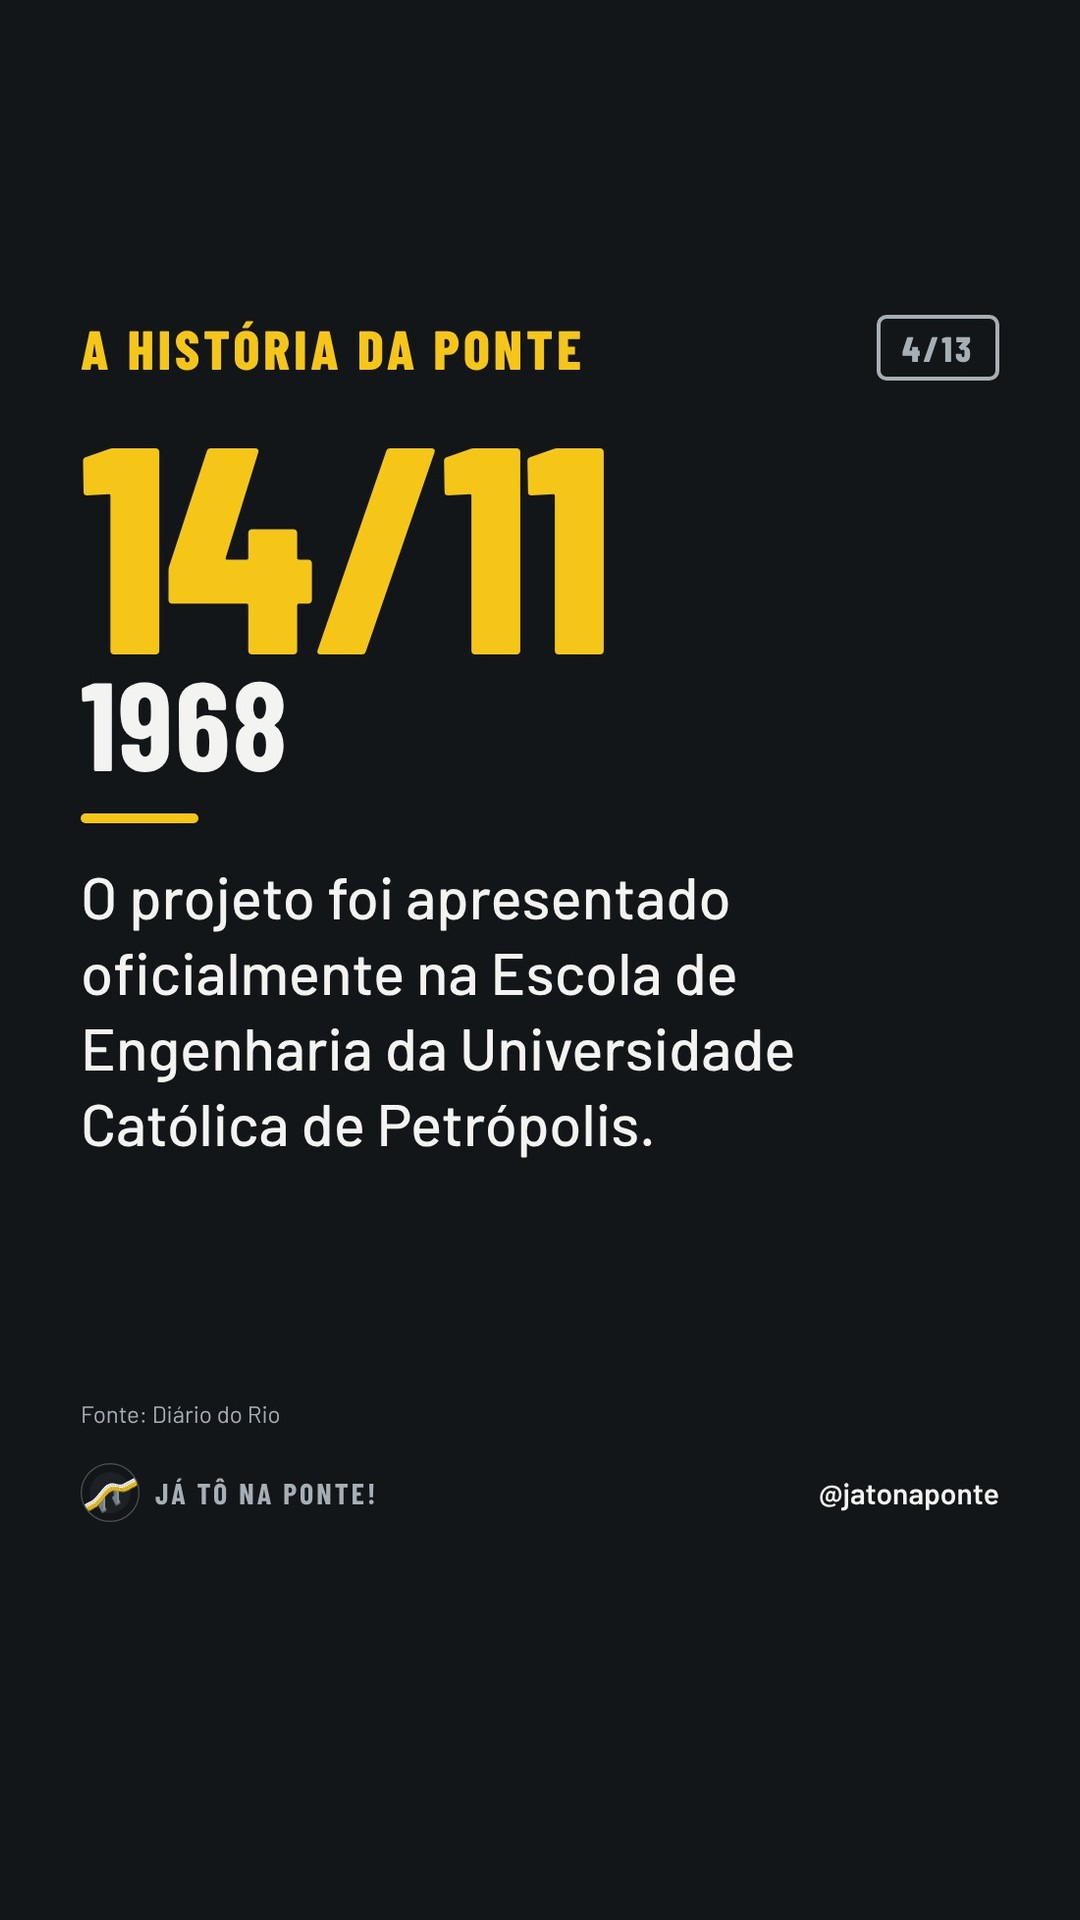 A HISTÓRIA DA PONTE
4/13
14/11
1968
O projeto foi apresentado
oficialmente na Escola de
Engenharia da Universidade
Católica de Petrópolis.
Fonte: Diário do Rio
JÁ TÔ NA PONTE!
@jatonaponte